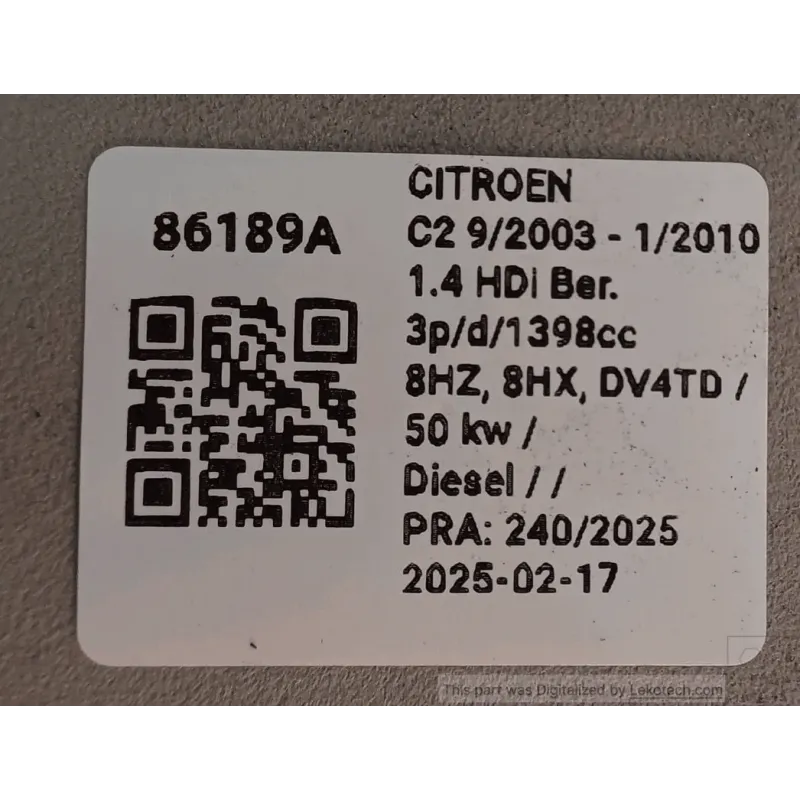 86189A
CITROEN
C2 9/2003 - 1/2010
1.4 HDi Ber.
3p/d/1398cc
8HZ, 8HX, DV4TD /
50 kw /
Diesel / /
PRA: 240/2025
2025-02-17
This part was Digitalized by Lekotech.com